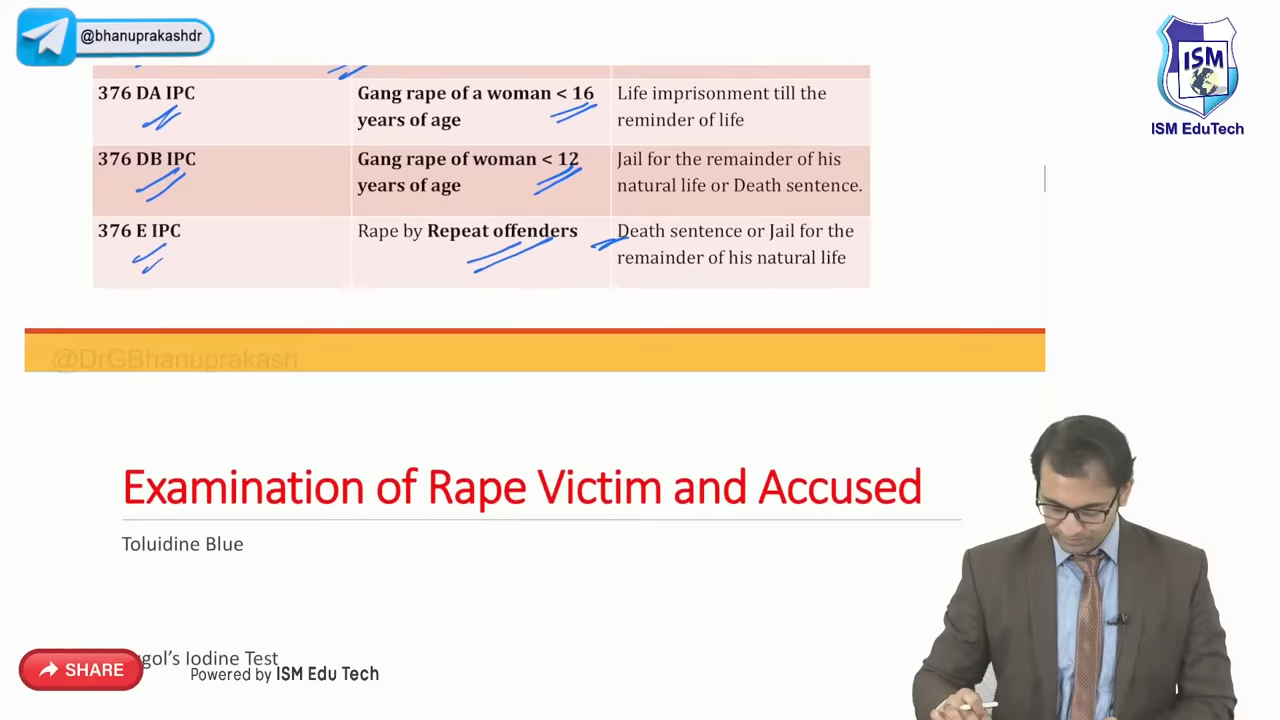 @bhanuprakashdr
ISM
ISM EduTech
376 DA IPC
Gang rape of a woman < 16
years of age
Life imprisonment till the
reminder of life
376 DB IPC
Gang rape of woman < 12
years of age
Jail for the remainder of his
natural life or Death sentence.
376 E IPC
Rape by Repeat offenders
Death sentence or Jail for the
remainder of his natural life
@DrGBhanuprakash
Examination of Rape Victim and Accused
Toluidine Blue
gol’s Iodine Test
SHARE
Powered by ISM Edu Tech
ISM